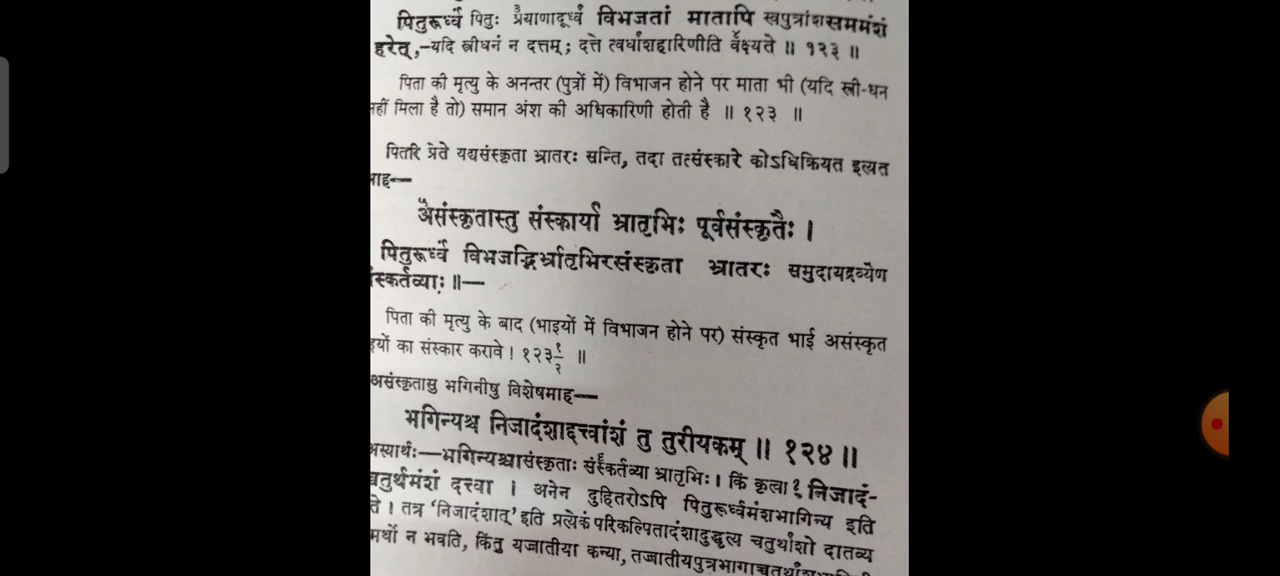 पितुरूर्ध्वं पितुः प्रयाणादूर्ध्वं विभजतां मातापि स्वपुत्रांशसममंशं
हरेत्,–यदि स्त्रीधनं न दत्तम्; दत्ते त्वर्धांशहारिणीति वक्ष्यते ॥ १२३ ॥
पिता की मृत्यु के अनन्तर (पुत्रों में) विभाजन होने पर माता भी (यदि स्त्री-धन
नहीं मिला है तो) समान अंश की अधिकारिणी होती है ॥ १२३ ॥
पितरि प्रेते यद्यसंस्कृता भ्रातरः सन्ति, तदा तत्संस्कारे कोऽधिक्रियत इत्यत
माह—
असंस्कृतास्तु संस्कार्या भ्रातृभिः पूर्वसंस्कृतैः ।
पितुरूर्ध्वं विभजद्भिर्भ्रातृभिरसंस्कृता भ्रातरः समुदायद्रव्येण
संस्कर्तव्याः ॥—
पिता की मृत्यु के बाद (भाइयों में विभाजन होने पर) संस्कृत भाई असंस्कृत
इयों का संस्कार करावे । १२३१/२ ॥
असंस्कृतासु भगिनीषु विशेषमाह—
भगिन्यश्च निजादंशाद्दत्त्वांशं तु तुरीयकम् ॥ १२४ ॥
अस्यार्थः—भगिन्यश्चासंस्कृताः संस्कर्तव्या भ्रातृभिः । किं कृत्वा ? निजादं-
चतुर्थमंशं दत्त्वा । अनेन दुहितरोऽपि पितुरूर्ध्वमंशभागिन्य इति
ते । तत्र 'निजादंशात्' इति प्रत्येकं परिकल्पितादंशादुद्धृत्य चतुर्थांशो दातव्य
मर्थो न भवति, किंतु यज्जातीया कन्या, तज्जातीयपुत्रभागाच्चतुर्थांश